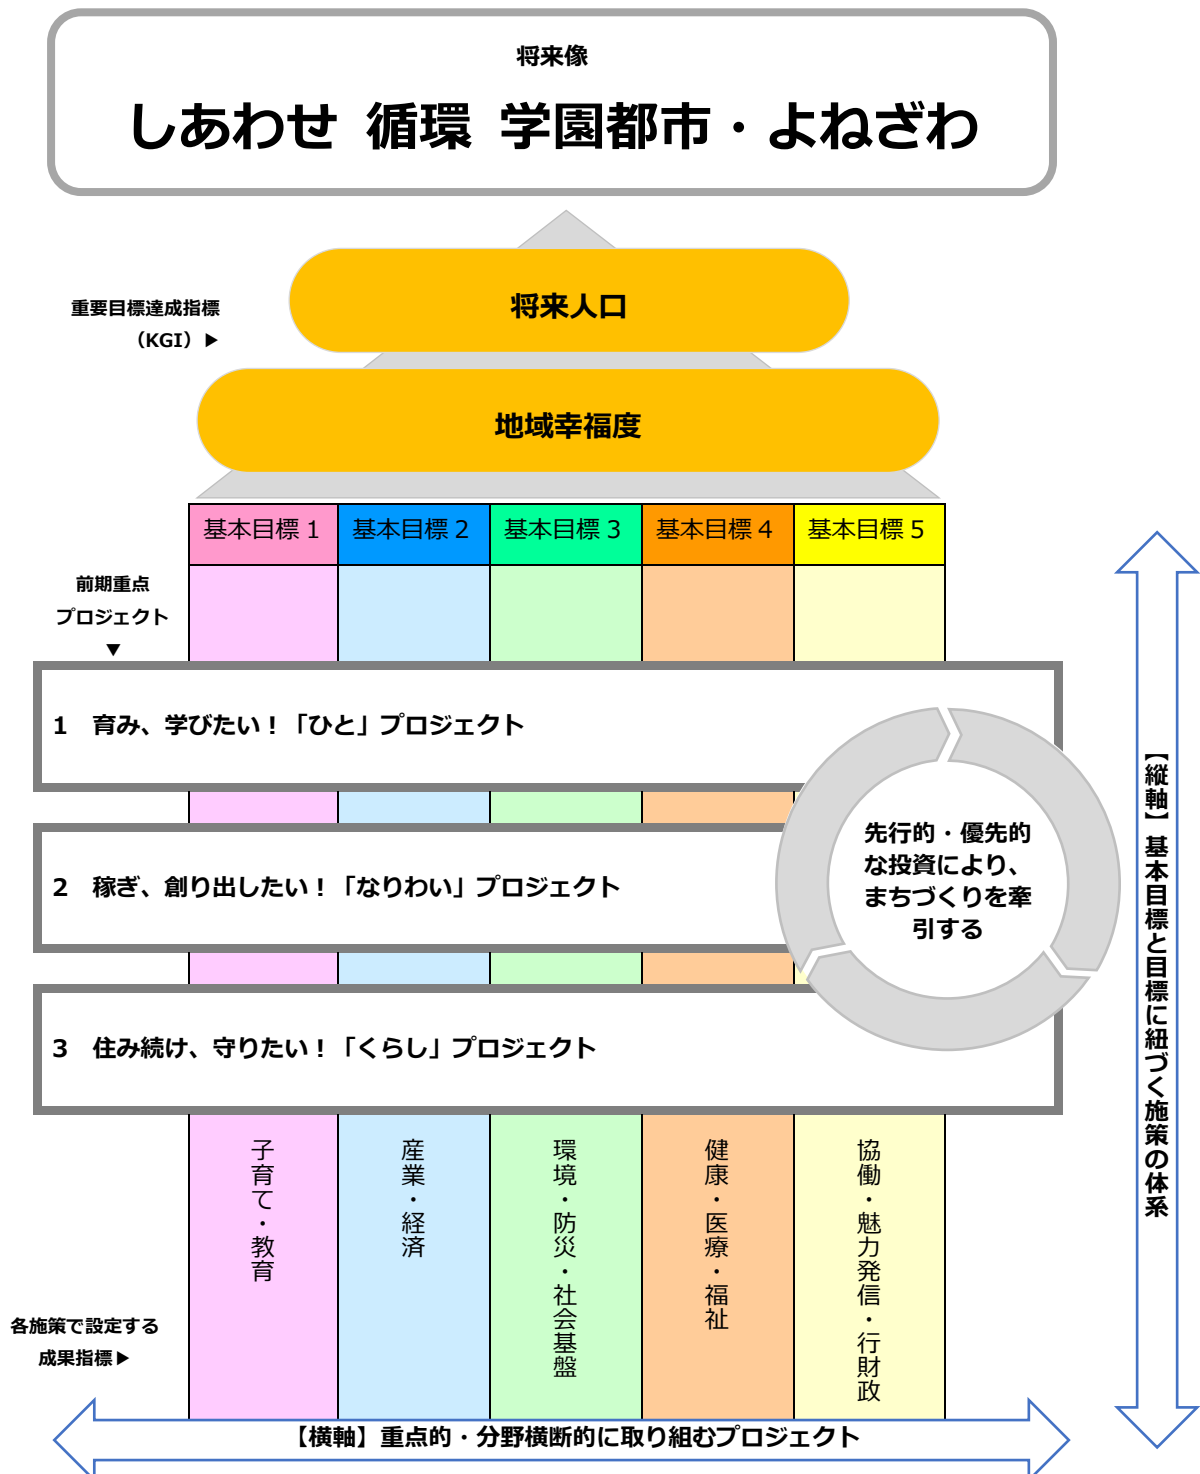 将来像
しあわせ 循環 学園都市・よねざわ
将来人口
重要目標達成指標
（KGI）▶
地域幸福度
基本目標１
基本目標２
基本目標３
基本目標４
基本目標５
前期重点
プロジェクト
▼
1 育み、学びたい！「ひと」プロジェクト
2 稼ぎ、創り出したい！「なりわい」プロジェクト
3 住み続け、守りたい！「くらし」プロジェクト
先行的・優先的
な投資により、
まちづくりを牽
引する
【縦軸】基本目標と目標に紐づく施策の体系
子育て・教育
産業・経済
環境・防災・社会基盤
健康・医療・福祉
協働・魅力発信・行財政
各施策で設定する
成果指標▶
【横軸】重点的・分野横断的に取り組むプロジェクト